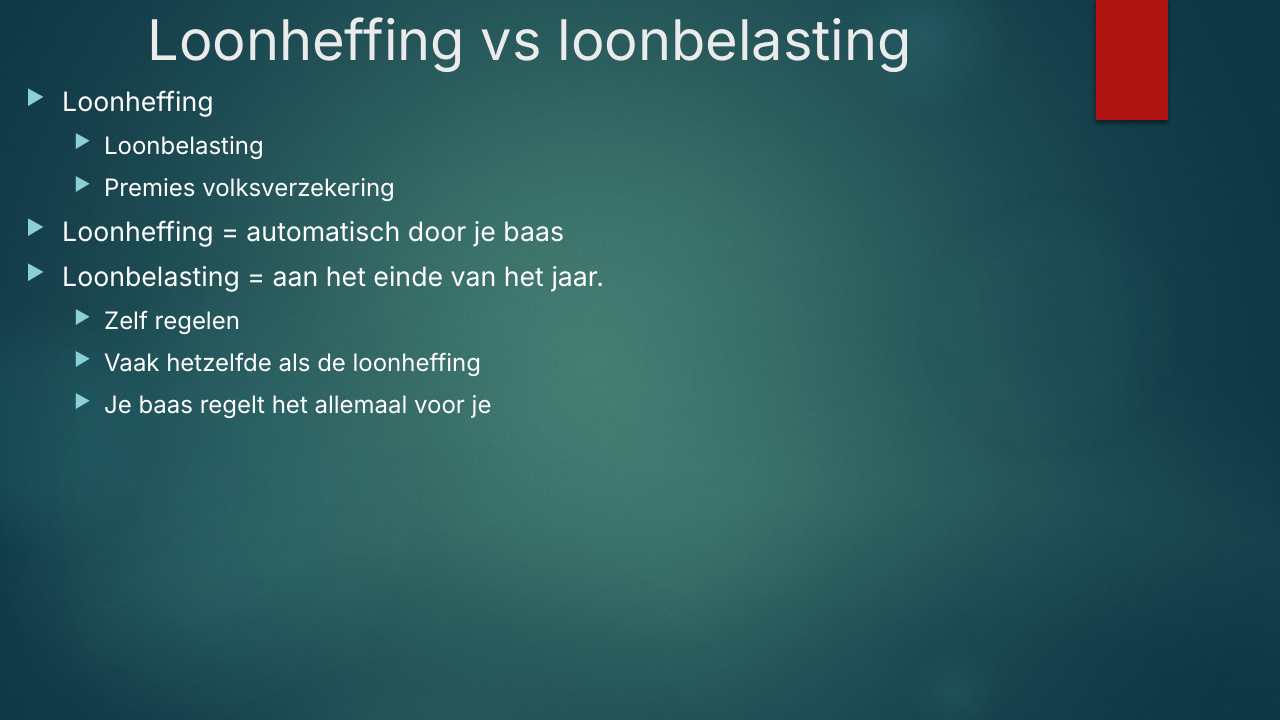 Loonheffing vs loonbelasting
Loonheffing
Loonbelasting
Premies volksverzekering
Loonheffing = automatisch door je baas
Loonbelasting = aan het einde van het jaar.
Zelf regelen
Vaak hetzelfde als de loonheffing
Je baas regelt het allemaal voor je